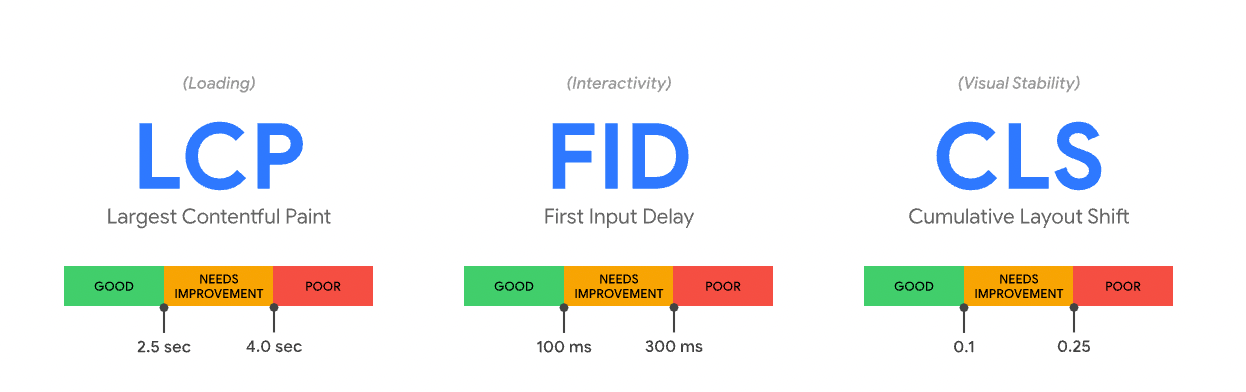 (Loading)
LCP
Largest Contentful Paint
GOOD
NEEDS
IMPROVEMENT
POOR
2.5 sec
4.0 sec
(Interactivity)
FID
First Input Delay
GOOD
NEEDS
IMPROVEMENT
POOR
100 ms
300 ms
(Visual Stability)
CLS
Cumulative Layout Shift
GOOD
NEEDS
IMPROVEMENT
POOR
0.1
0.25